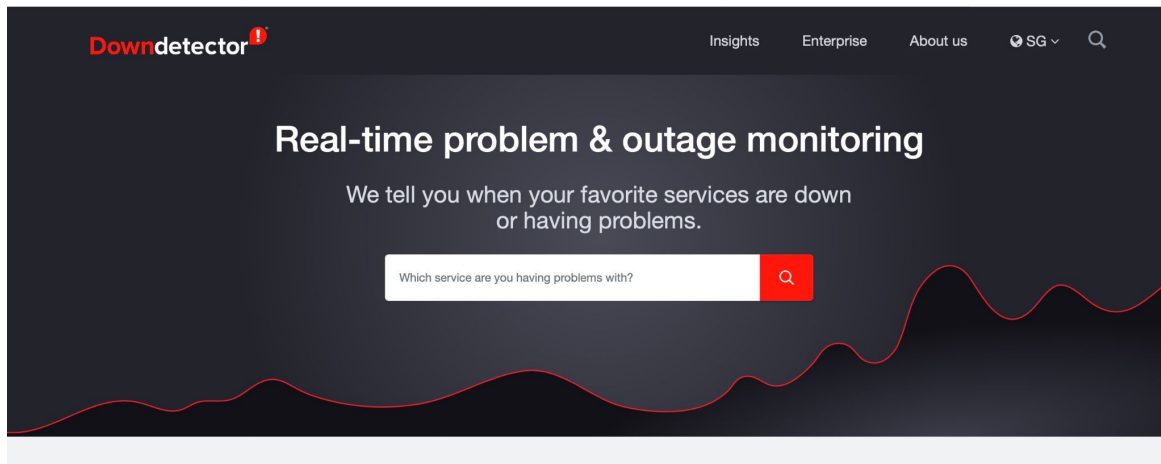 Downdetector!
Insights
Enterprise
About us
SG
Real-time problem & outage monitoring
We tell you when your favorite services are down
or having problems.
Which service are you having problems with?